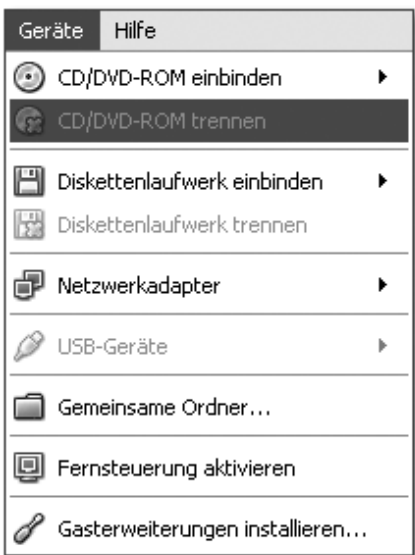 Geräte Hilfe
CD/DVD-ROM einbinden
CD/DVD-ROM trennen
Diskettenlaufwerk einbinden
Diskettenlaufwerk trennen
Netzwerkadapter
USB-Geräte
Gemeinsame Ordner...
Fernsteuerung aktivieren
Gasterweiterungen installieren...